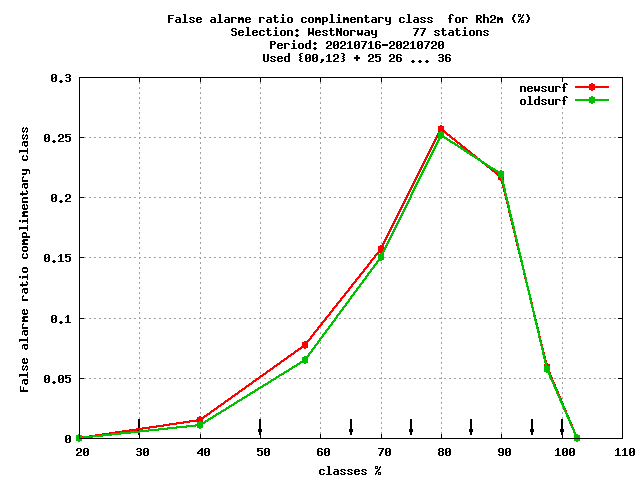 False alarme ratio complimentary class  for Rh2m (%)
Selection: WestNorway     77 stations
Period: 20210716-20210720
Used {00,12} + 25 26 ... 36
newsurf
oldsurf
0.3
0.25
0.2
0.15
0.1
0.05
0
False alarme ratio complimentary class
20 30 40 50 60 70 80 90 100 110
classes %